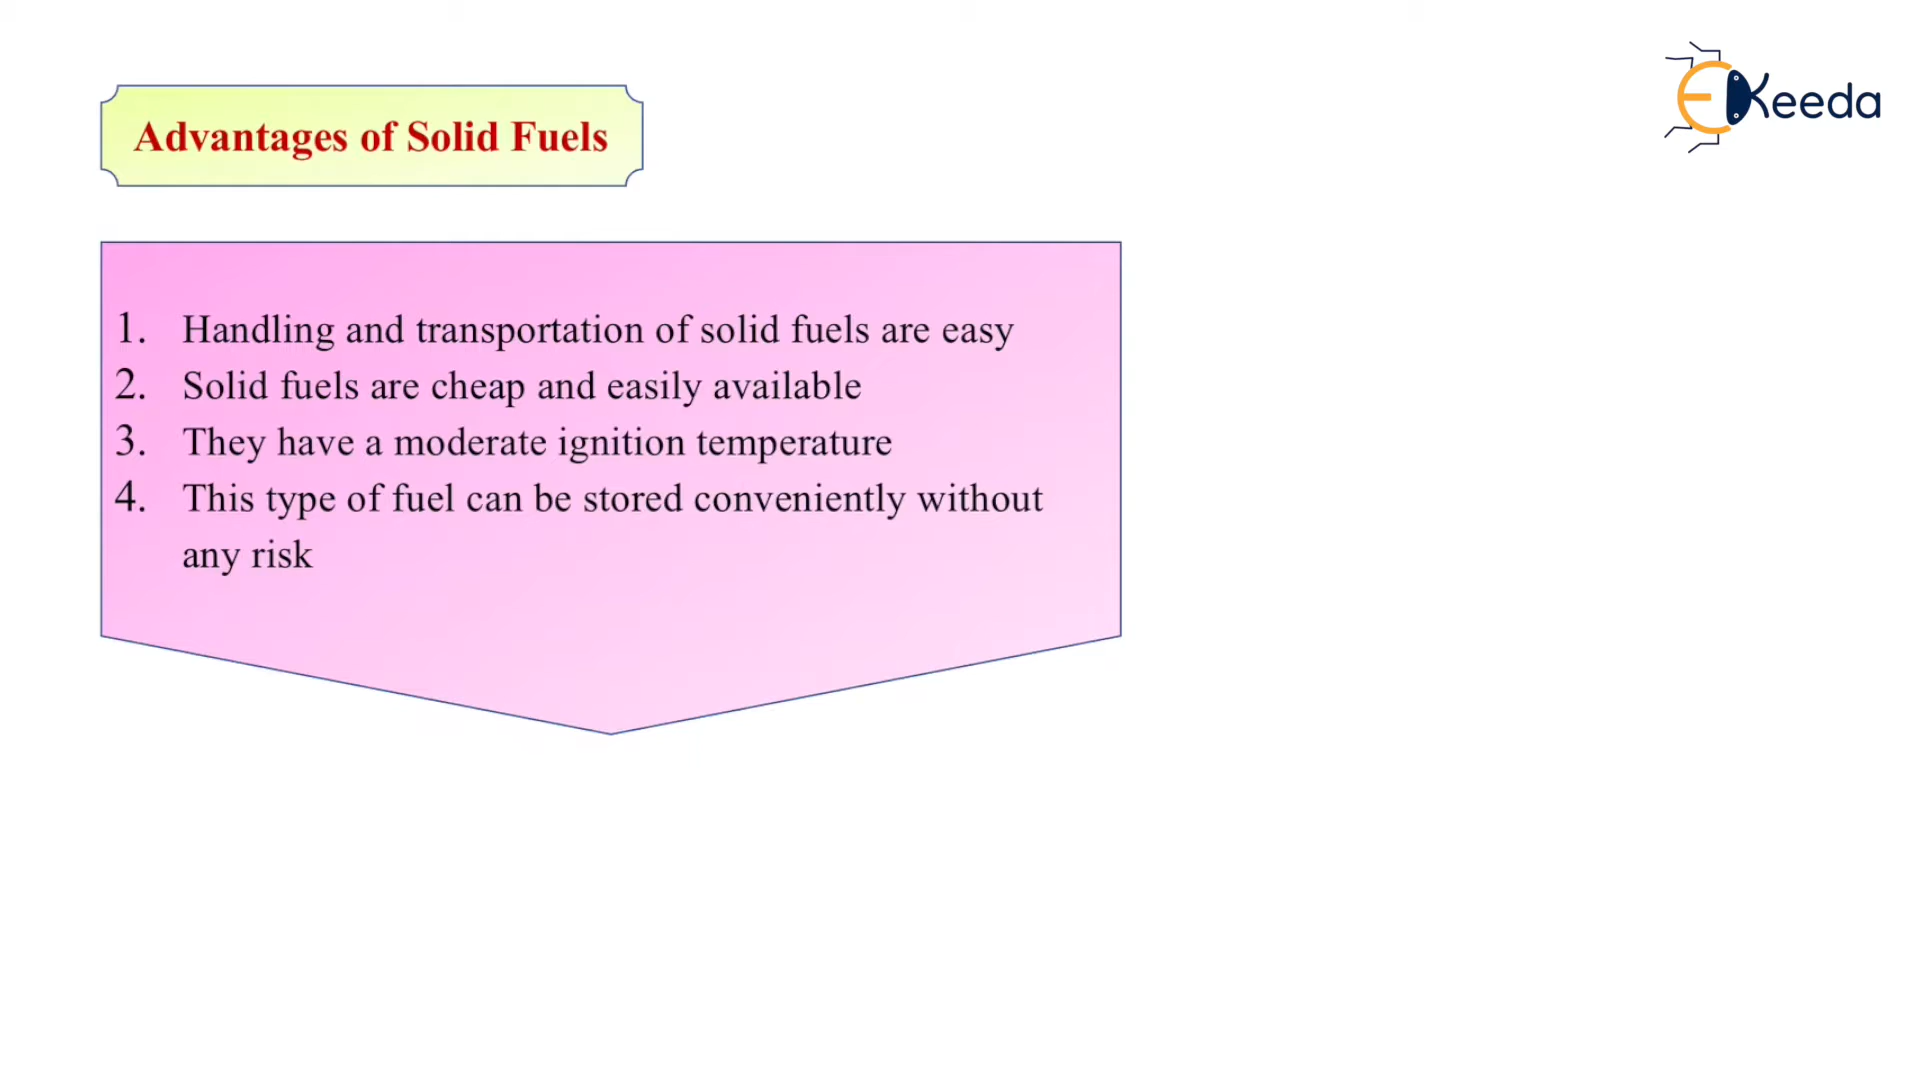 EKeeda
Advantages of Solid Fuels
1. Handling and transportation of solid fuels are easy
2. Solid fuels are cheap and easily available
3. They have a moderate ignition temperature
4. This type of fuel can be stored conveniently without
any risk